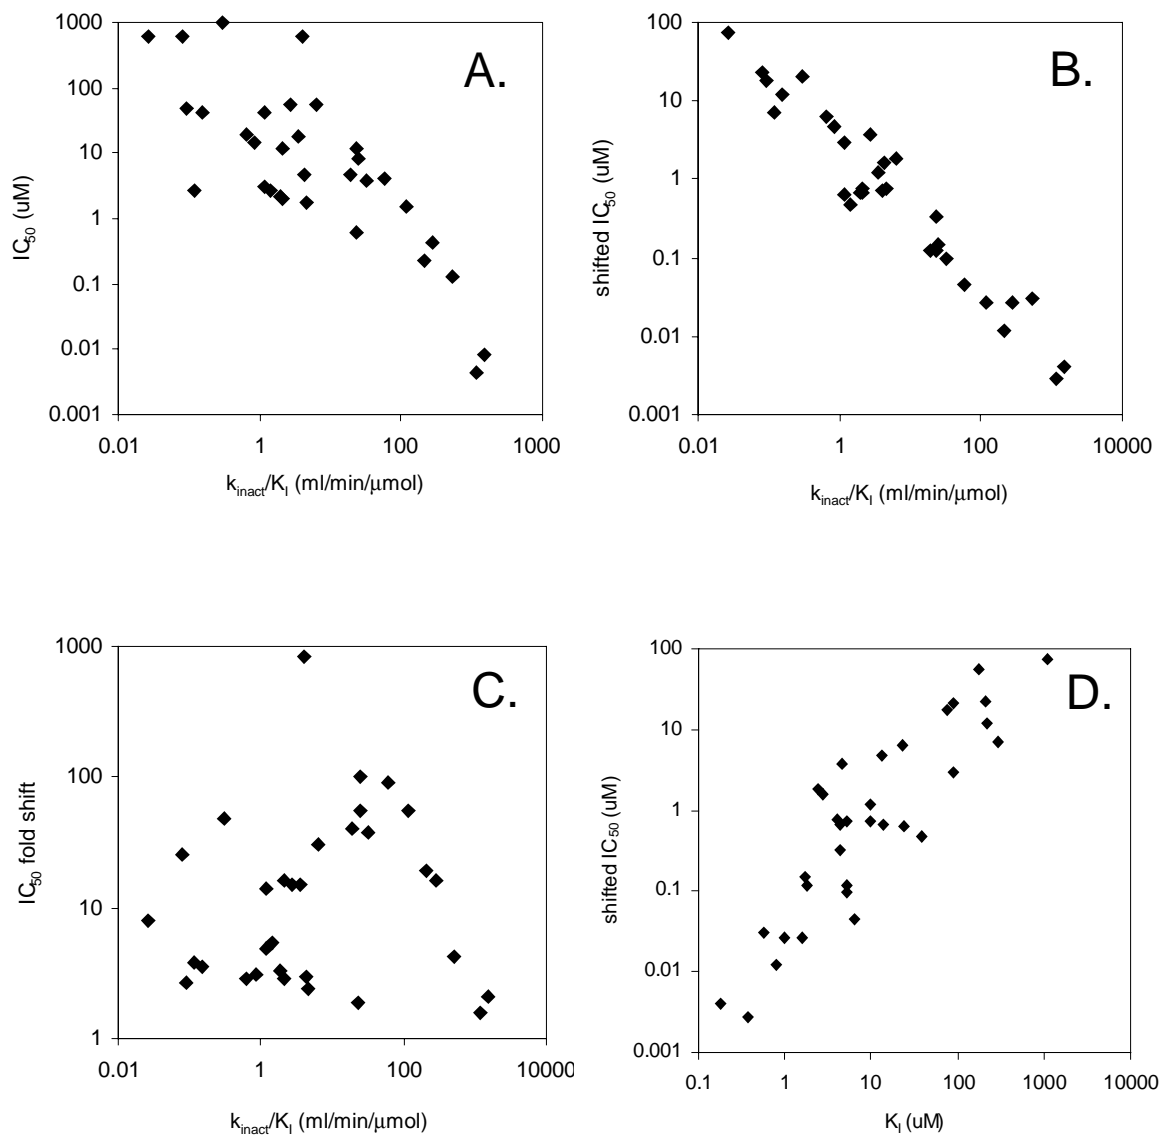 A.
1000
100
10
1
0.1
0.01
0.001
IC50 (uM)
0.01 1 100 10000
kinact/KI (ml/min/μmol)
B.
100
10
1
0.1
0.01
0.001
shifted IC50 (uM)
0.01 1 100 10000
kinact/KI (ml/min/μmol)
C.
1000
100
10
1
IC50 fold shift
0.01 1 100 10000
kinact/KI (ml/min/μmol)
D.
100
10
1
0.1
0.01
0.001
shifted IC50 (uM)
0.1 1 10 100 1000 10000
KI (uM)